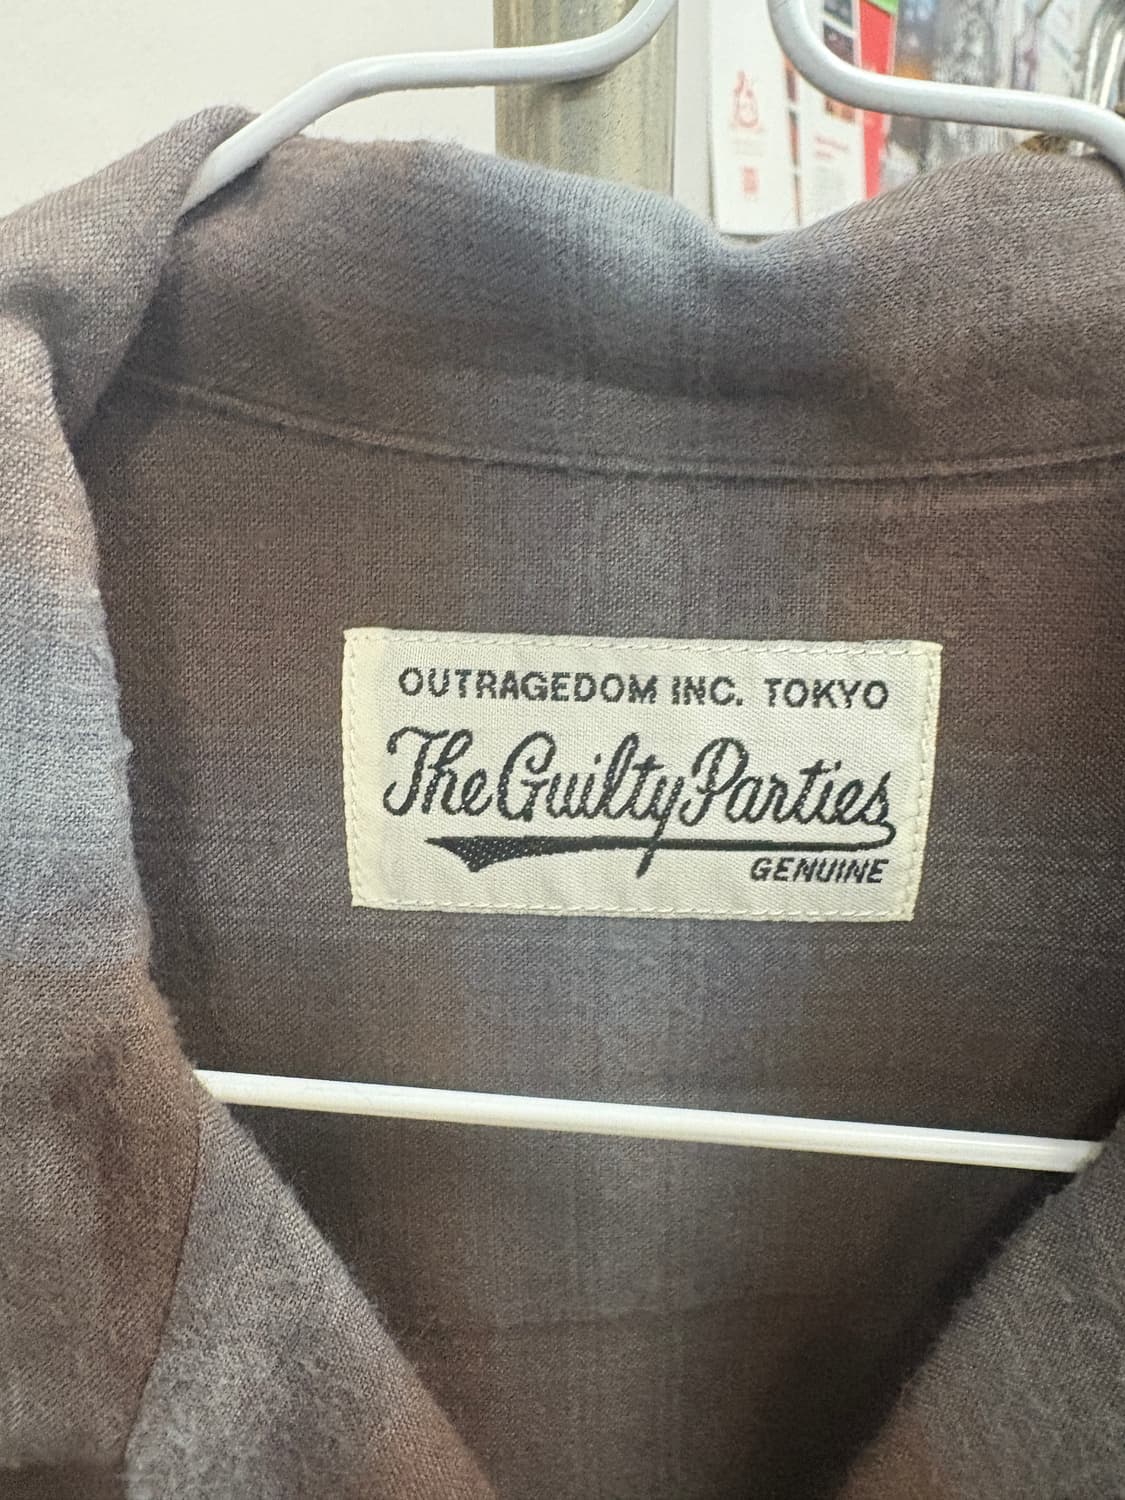 OUTRAGEDOM INC. TOKYO
The Guilty Parties
GENUINE